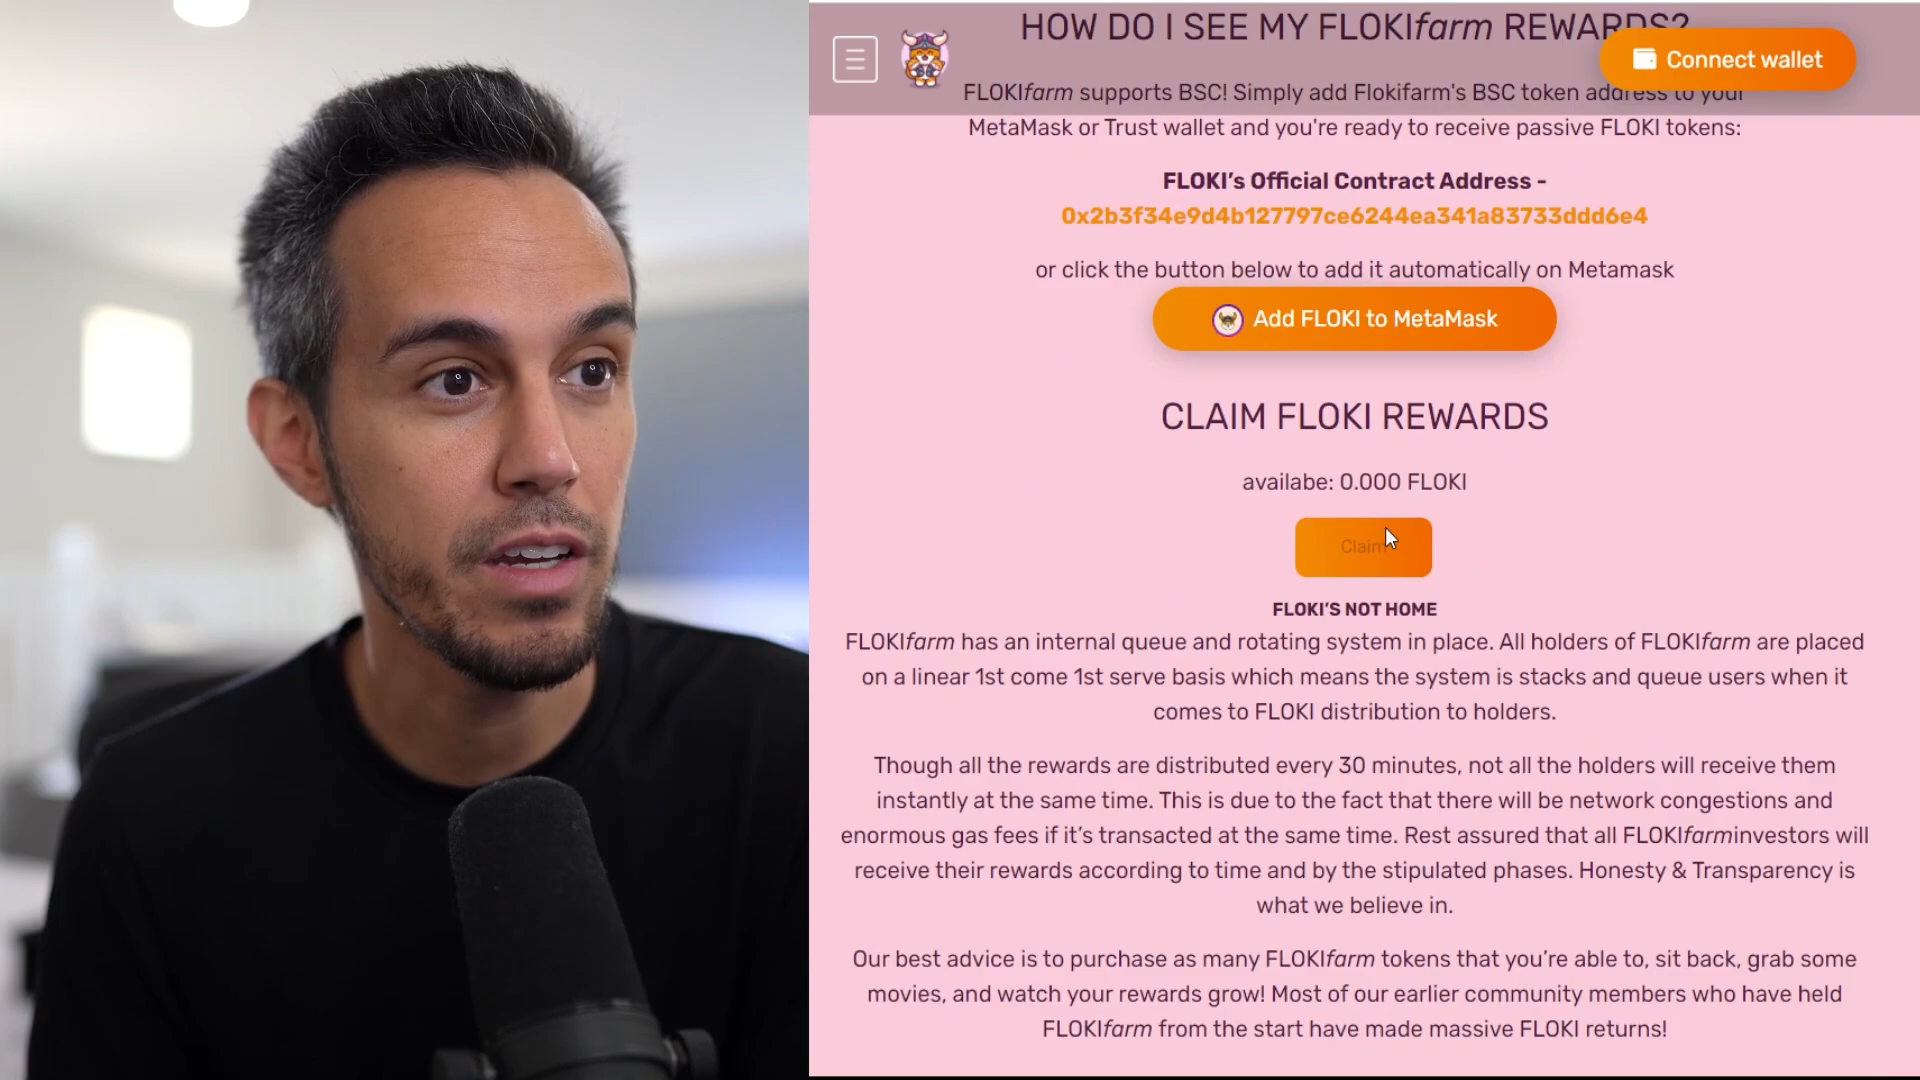 HOW DO I SEE MY FLOKIfarm REWARDS?
Connect wallet
FLOKIfarm supports BSC! Simply add Flokifarm's BSC token address to your
MetaMask or Trust wallet and you're ready to receive passive FLOKI tokens:
FLOKI’s Official Contract Address -
0x2b3f34e9d4b127797ce6244ea341a83733ddd6e4
or click the button below to add it automatically on Metamask
Add FLOKI to MetaMask
CLAIM FLOKI REWARDS
availabe: 0.000 FLOKI
Claim
FLOKI’S NOT HOME
FLOKIfarm has an internal queue and rotating system in place. All holders of FLOKIfarm are placed
on a linear 1st come 1st serve basis which means the system is stacks and queue users when it
comes to FLOKI distribution to holders.
Though all the rewards are distributed every 30 minutes, not all the holders will receive them
instantly at the same time. This is due to the fact that there will be network congestions and
enormous gas fees if it’s transacted at the same time. Rest assured that all FLOKIfarminvestors will
receive their rewards according to time and by the stipulated phases. Honesty & Transparency is
what we believe in.
Our best advice is to purchase as many FLOKIfarm tokens that you’re able to, sit back, grab some
movies, and watch your rewards grow! Most of our earlier community members who have held
FLOKIfarm from the start have made massive FLOKI returns!